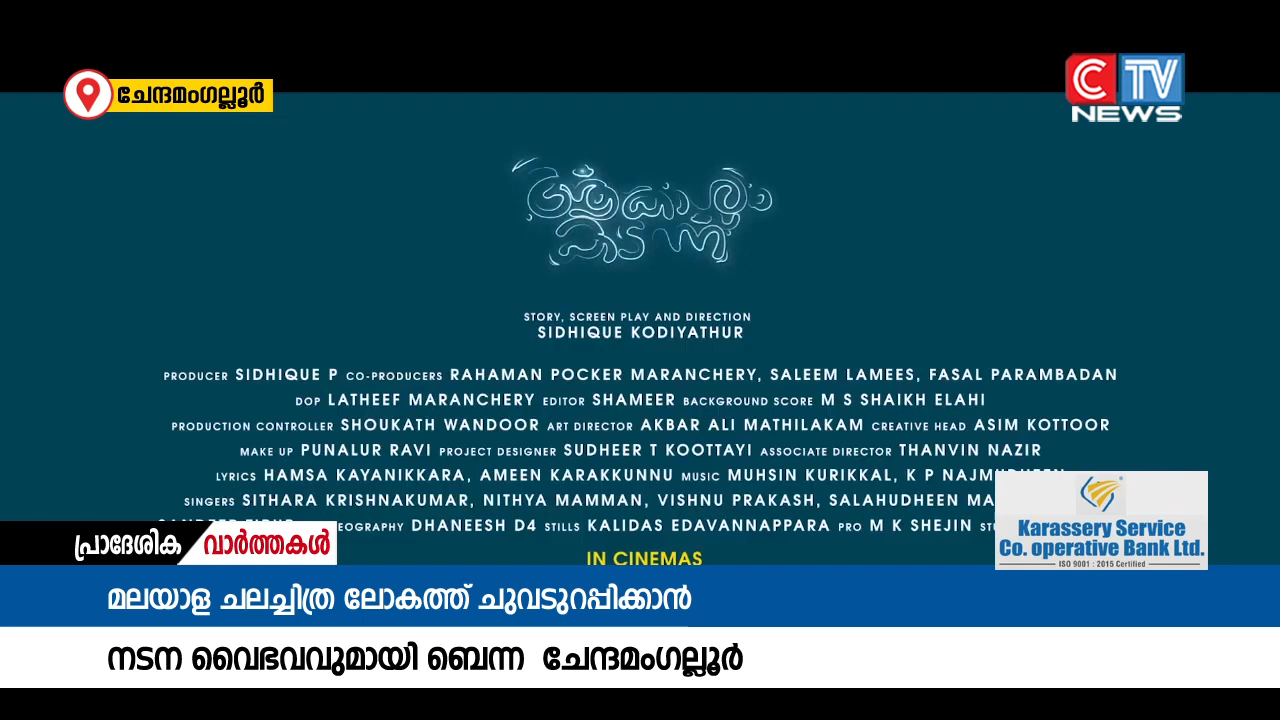 ചേന്ദമംഗല്ലൂർ
C TV
NEWS
STORY, SCREEN PLAY AND DIRECTION
SIDHIQUE KODIYATHUR
PRODUCER SIDHIQUE P CO-PRODUCERS RAHAMAN POCKER MARANCHERY, SALEEM LAMEES, FASAL PARAMBADAN
DOP LATHEEF MARANCHERY EDITOR SHAMEER BACKGROUND SCORE M S SHAIKH ELAHI
PRODUCTION CONTROLLER SHOUKATH WANDOOR ART DIRECTOR AKBAR ALI MATHILAKAM CREATIVE HEAD ASIM KOTTOOR
MAKE UP PUNALUR RAVI PROJECT DESIGNER SUDHEER T KOOTTAYI ASSOCIATE DIRECTOR THANVIN NAZIR
LYRICS HAMSA KAYANIKKARA, AMEEN KARAKKUNNU MUSIC MUHSIN KURIKKAL, K P
SINGERS SITHARA KRISHNAKUMAR, NITHYA MAMMAN, VISHNU PRAKASH, SALAHUDHEEN
DHANEESH D4 STILLS KALIDAS EDAVANNAPPARA PRO M K SHEJIN
IN CINEMAS
Karassery Service
Co. operative Bank Ltd.
ISO 9001 : 2015 Certified
പ്രാദേശിക വാർത്തകൾ
മലയാള ചലച്ചിത്ര ലോകത്ത് ചുവടുറപ്പിക്കാൻ
നടന വൈഭവവുമായി ബെന്ന ചേന്ദമംഗല്ലൂർ